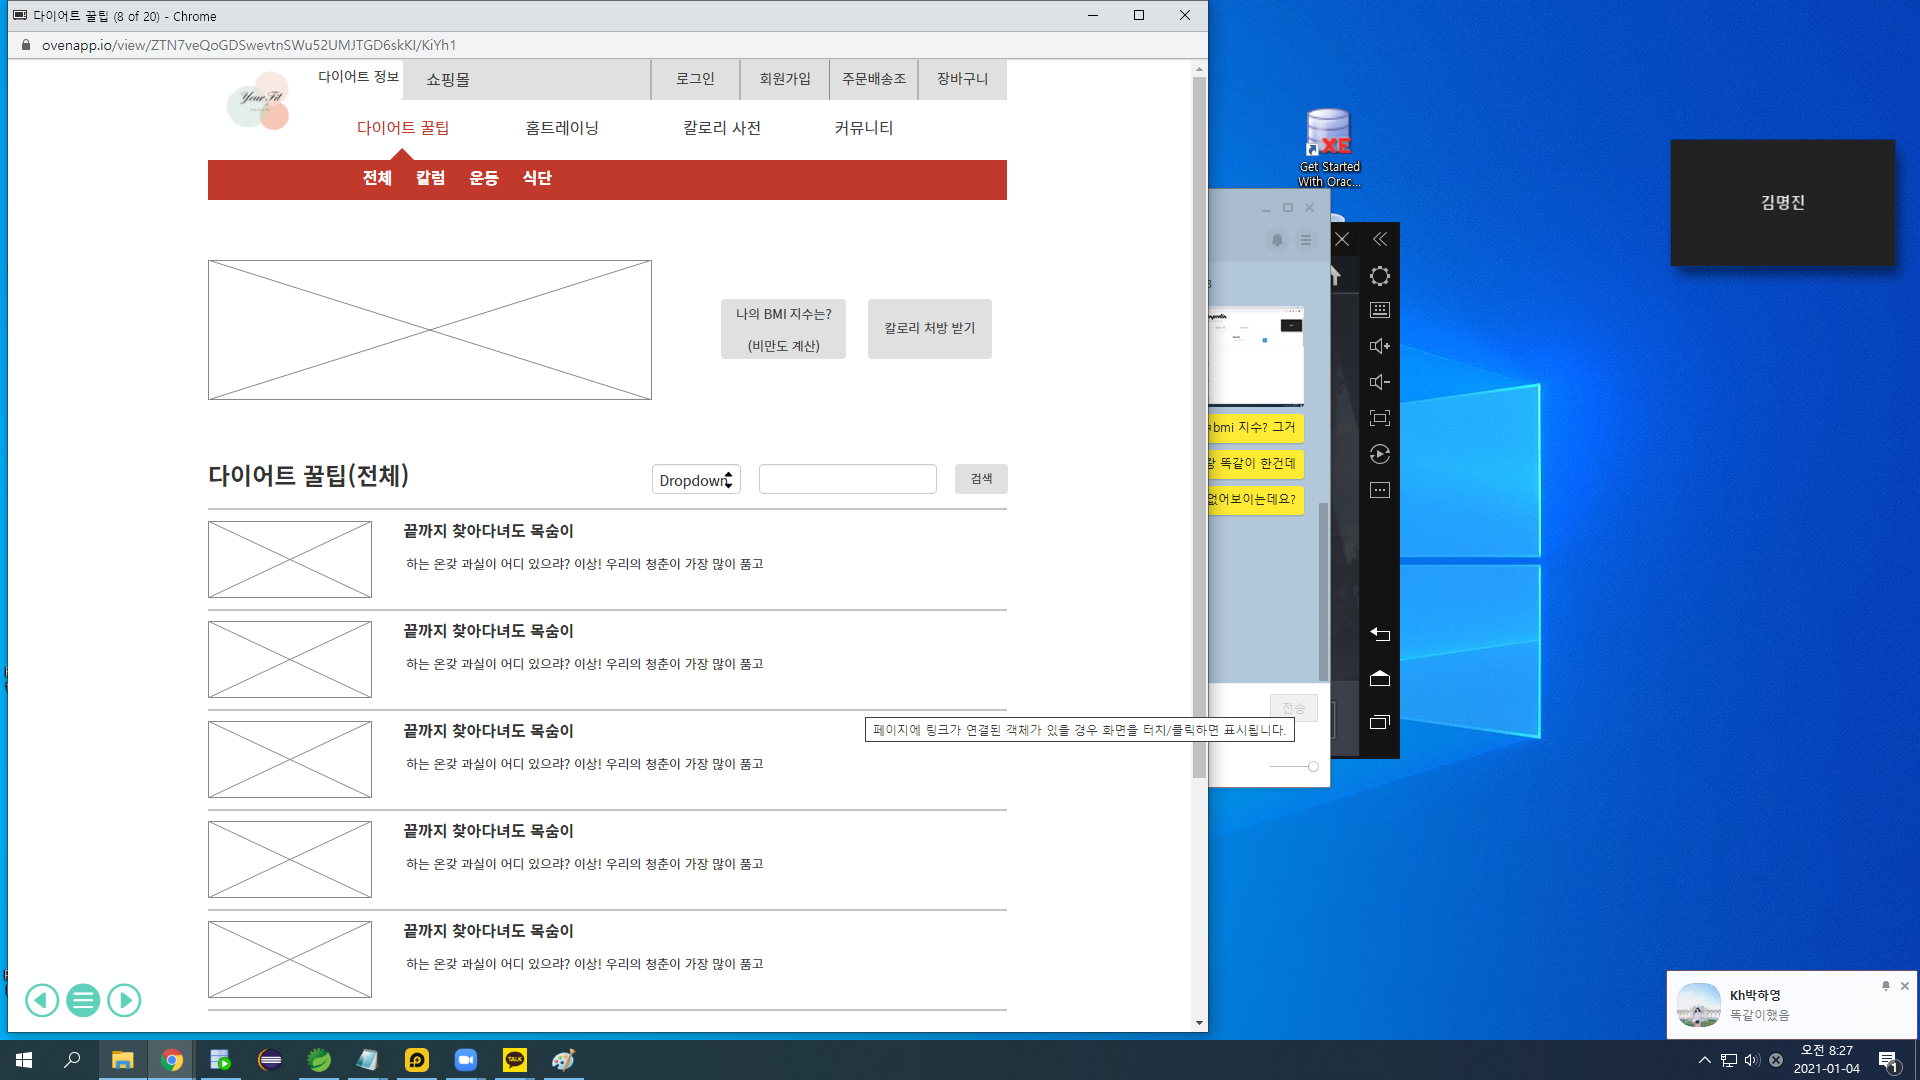 다이어트 꿀팁 (8 of 20) - Chrome
ovenapp.io/view/ZTN7veQoGDSwevtnSWu52UMJTGD6skKI/KiYh1
Your Fit
다이어트 정보
쇼핑몰
로그인
회원가입
주문배송조
장바구니
다이어트 꿀팁
홈트레이닝
칼로리 사전
커뮤니티
전체
칼럼
운동
식단
나의 BMI 지수는?
(비만도 계산)
칼로리 처방 받기
다이어트 꿀팁(전체)
Dropdown
검색
끝까지 찾아다녀도 목숨이
하는 온갖 과실이 어디 있으랴? 이상! 우리의 청춘이 가장 많이 품고
끝까지 찾아다녀도 목숨이
하는 온갖 과실이 어디 있으랴? 이상! 우리의 청춘이 가장 많이 품고
끝까지 찾아다녀도 목숨이
하는 온갖 과실이 어디 있으랴? 이상! 우리의 청춘이 가장 많이 품고
끝까지 찾아다녀도 목숨이
하는 온갖 과실이 어디 있으랴? 이상! 우리의 청춘이 가장 많이 품고
끝까지 찾아다녀도 목숨이
하는 온갖 과실이 어디 있으랴? 이상! 우리의 청춘이 가장 많이 품고
페이지에 링크가 연결된 객체가 있을 경우 화면을 터치/클릭하면 표시됩니다.
XE
Get Started
With Orac...
bmi 지수? 그거
랑 똑같이 한건데
없어보이는데요?
전송
김명진
Kh박하영
똑같이했음
TALK
오전 8:27
2021-01-04
1